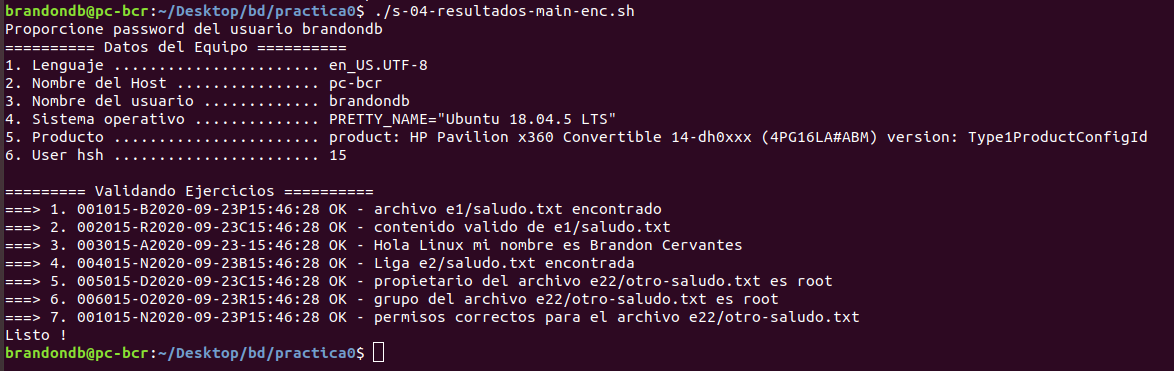 brandondb@pc-bcr:~/Desktop/bd/practica0$ ./s-04-resultados-main-enc.sh
Proporcione password del usuario brandondb
========== Datos del Equipo ==========
1. Lenguaje ....................... en_US.UTF-8
2. Nombre del Host ................ pc-bcr
3. Nombre del usuario ............. brandondb
4. Sistema operativo .............. PRETTY_NAME="Ubuntu 18.04.5 LTS"
5. Producto ....................... product: HP Pavilion x360 Convertible 14-dh0xxx (4PG16LA#ABM) version: Type1ProductConfigId
6. User hsh ....................... 15
========= Validando Ejercicios ==========
===> 1. 001015-B2020-09-23P15:46:28 OK - archivo e1/saludo.txt encontrado
===> 2. 002015-R2020-09-23C15:46:28 OK - contenido valido de e1/saludo.txt
===> 3. 003015-A2020-09-23-15:46:28 OK - Hola Linux mi nombre es Brandon Cervantes
===> 4. 004015-N2020-09-23B15:46:28 OK - Liga e2/saludo.txt encontrada
===> 5. 005015-D2020-09-23C15:46:28 OK - propietario del archivo e22/otro-saludo.txt es root
===> 6. 006015-O2020-09-23R15:46:28 OK - grupo del archivo e22/otro-saludo.txt es root
===> 7. 001015-N2020-09-23P15:46:28 OK - permisos correctos para el archivo e22/otro-saludo.txt
Listo !
brandondb@pc-bcr:~/Desktop/bd/practica0$